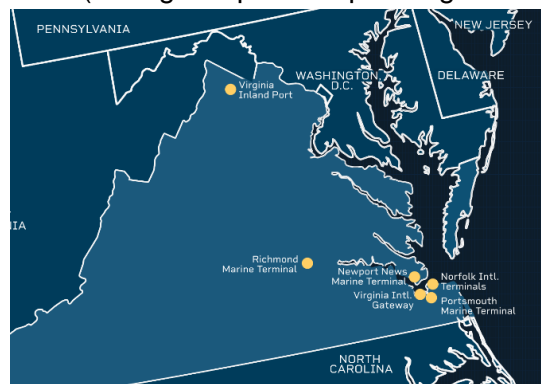 PENNSYLVANIA
NEW JERSEY
WASHINGTON,
D.C.
DELAWARE
Virginia
Inland Port
IA
Richmond
Marine Terminal
Newport News
Marine Terminal
Norfolk Intl.
Terminals
Virginia Intl.
Gateway
Portsmouth
Marine Terminal
NORTH
CAROLINA